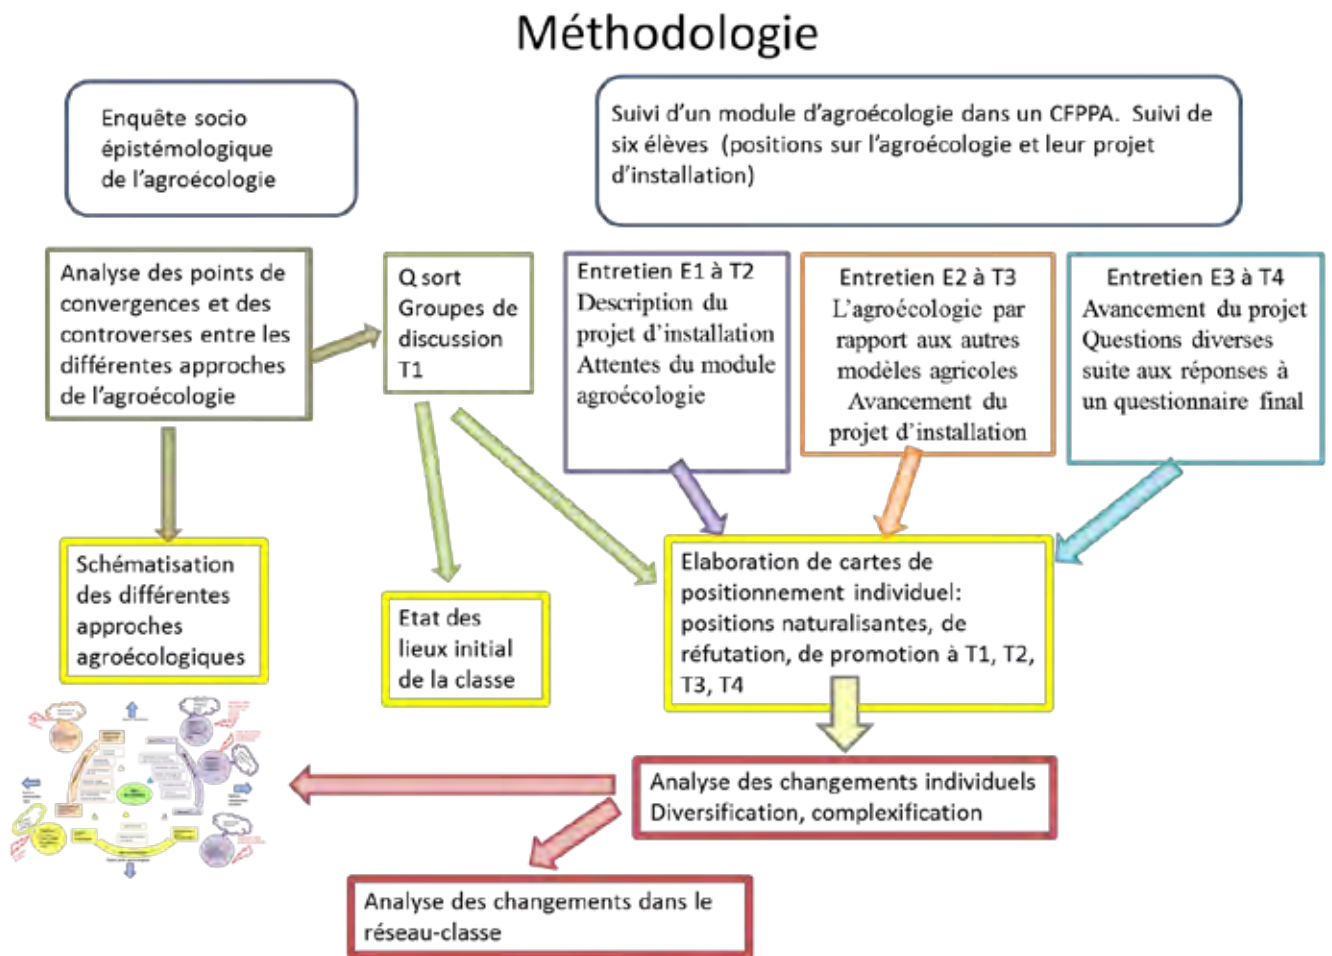 Méthodologie
Enquête socio
épistémologique
de l'agroécologie
Suivi d'un module d'agroécologie dans un CFPPA. Suivi de
six élèves (positions sur l'agroécologie et leur projet
d'installation)
Analyse des points de
convergences et des
controverses entre les
différentes approches
de l'agroécologie
Q sort
Groupes de
discussion
T1
Entretien E1 à T2
Description du
projet d'installation
Attentes du module
agroécologie
Entretien E2 à T3
L'agroécologie par
rapport aux autres
modèles agricoles
Avancement du
projet d'installation
Entretien E3 à T4
Avancement du projet
Questions diverses
suite aux réponses à
un questionnaire final
Schématisation
des différentes
approches
agroécologiques
Etat des
lieux initial
de la classe
Elaboration de cartes de
positionnement individuel:
positions naturalisantes, de
réfutation, de promotion à T1, T2,
T3, T4
Analyse des changements individuels
Diversification, complexification
Analyse des changements dans le
réseau-classe